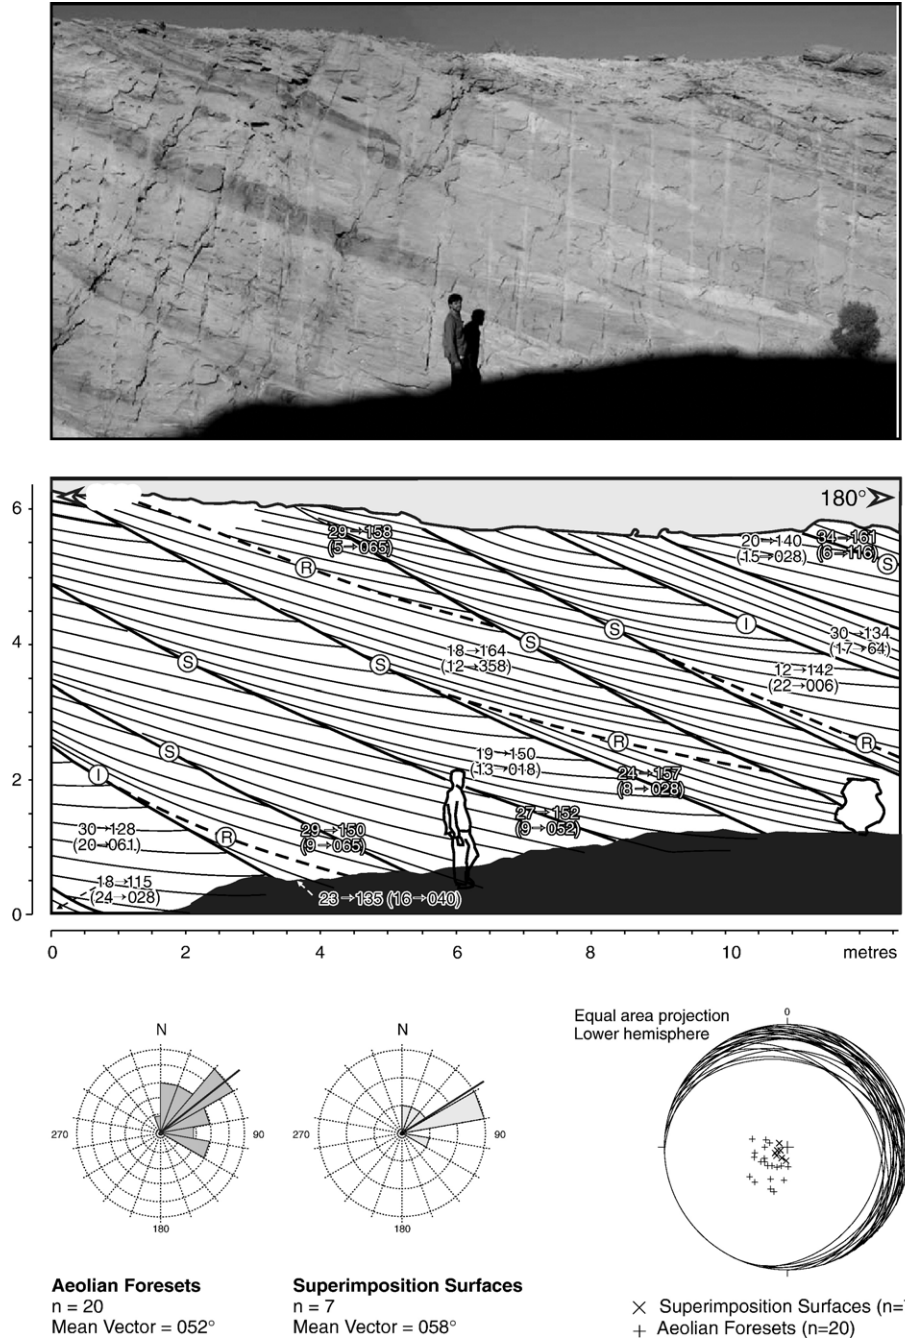 6
180°
29→158
(5→065)
20→140
(15→028)
34→161
(6→116)
R
S
S
S
I
30→134
(17→64)
4
18→164
(12→358)
S
S
12→142
(22→006)
R
R
S
19→150
(13→018)
24→157
(8→028)
2
I
27→152
(9→052)
30→128
(20→061)
R
29→150
(9→065)
18→115
(24→028)
23→135 (16→040)
0
0 2 4 6 8 10 metres
Equal area projection
Lower hemisphere
0
N
N
270 90
270 90
180
180
Aeolian Foresets
n = 20
Mean Vector = 052°
Superimposition Surfaces
n = 7
Mean Vector = 058°
× Superimposition Surfaces (n=
+ Aeolian Foresets (n=20)